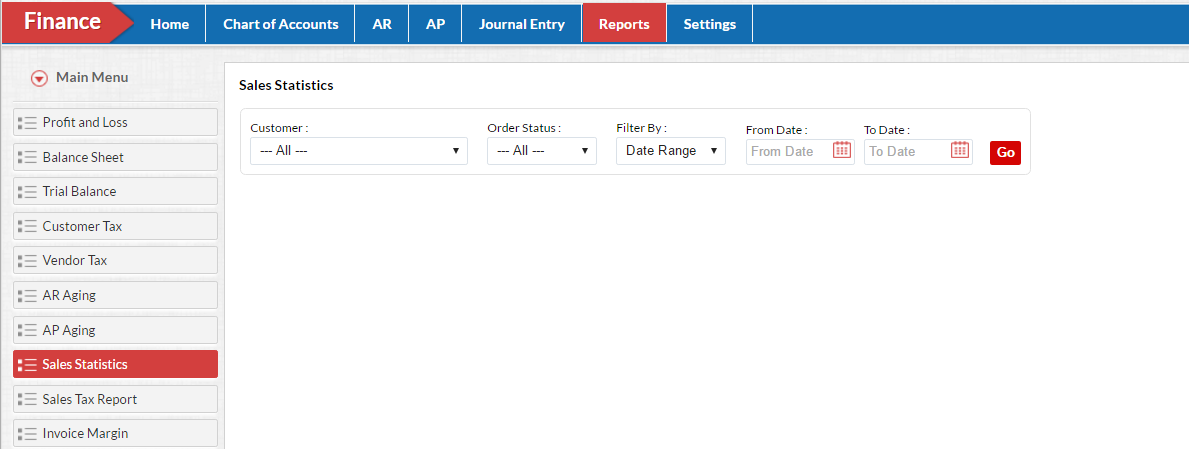 Finance Home Chart of Accounts AR AP Journal Entry Reports Settings
Main Menu
Profit and Loss
Balance Sheet
Trial Balance
Customer Tax
Vendor Tax
AR Aging
AP Aging
Sales Statistics
Sales Tax Report
Invoice Margin
Sales Statistics
Customer : Order Status : Filter By : From Date : To Date :
--- All --- --- All --- Date Range From Date To Date Go